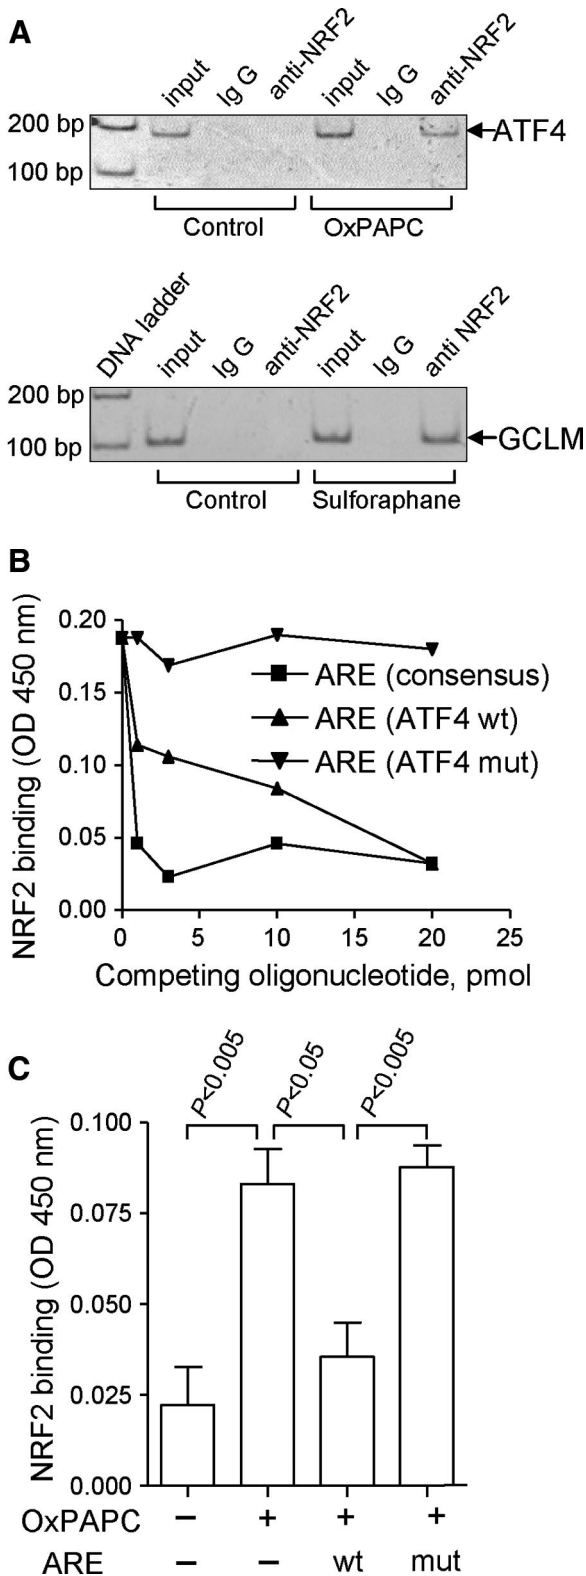 A
input Ig G anti-NRF2 input Ig G anti-NRF2
200 bp
ATF4
100 bp
Control OxPAPC
DNA ladder input Ig G anti-NRF2 input Ig G anti NRF2
200 bp
100 bp
GCLM
Control Sulforaphane
B
NRF2 binding (OD 450 nm)
0.20
0.15
0.10
0.05
0.00
ARE (consensus)
ARE (ATF4 wt)
ARE (ATF4 mut)
0 5 10 15 20 25
Competing oligonucleotide, pmol
C
P<0.005 P<0.05 P<0.005
NRF2 binding (OD 450 nm)
0.100
0.075
0.050
0.025
0.000
OxPAPC − + + +
ARE − − wt mut